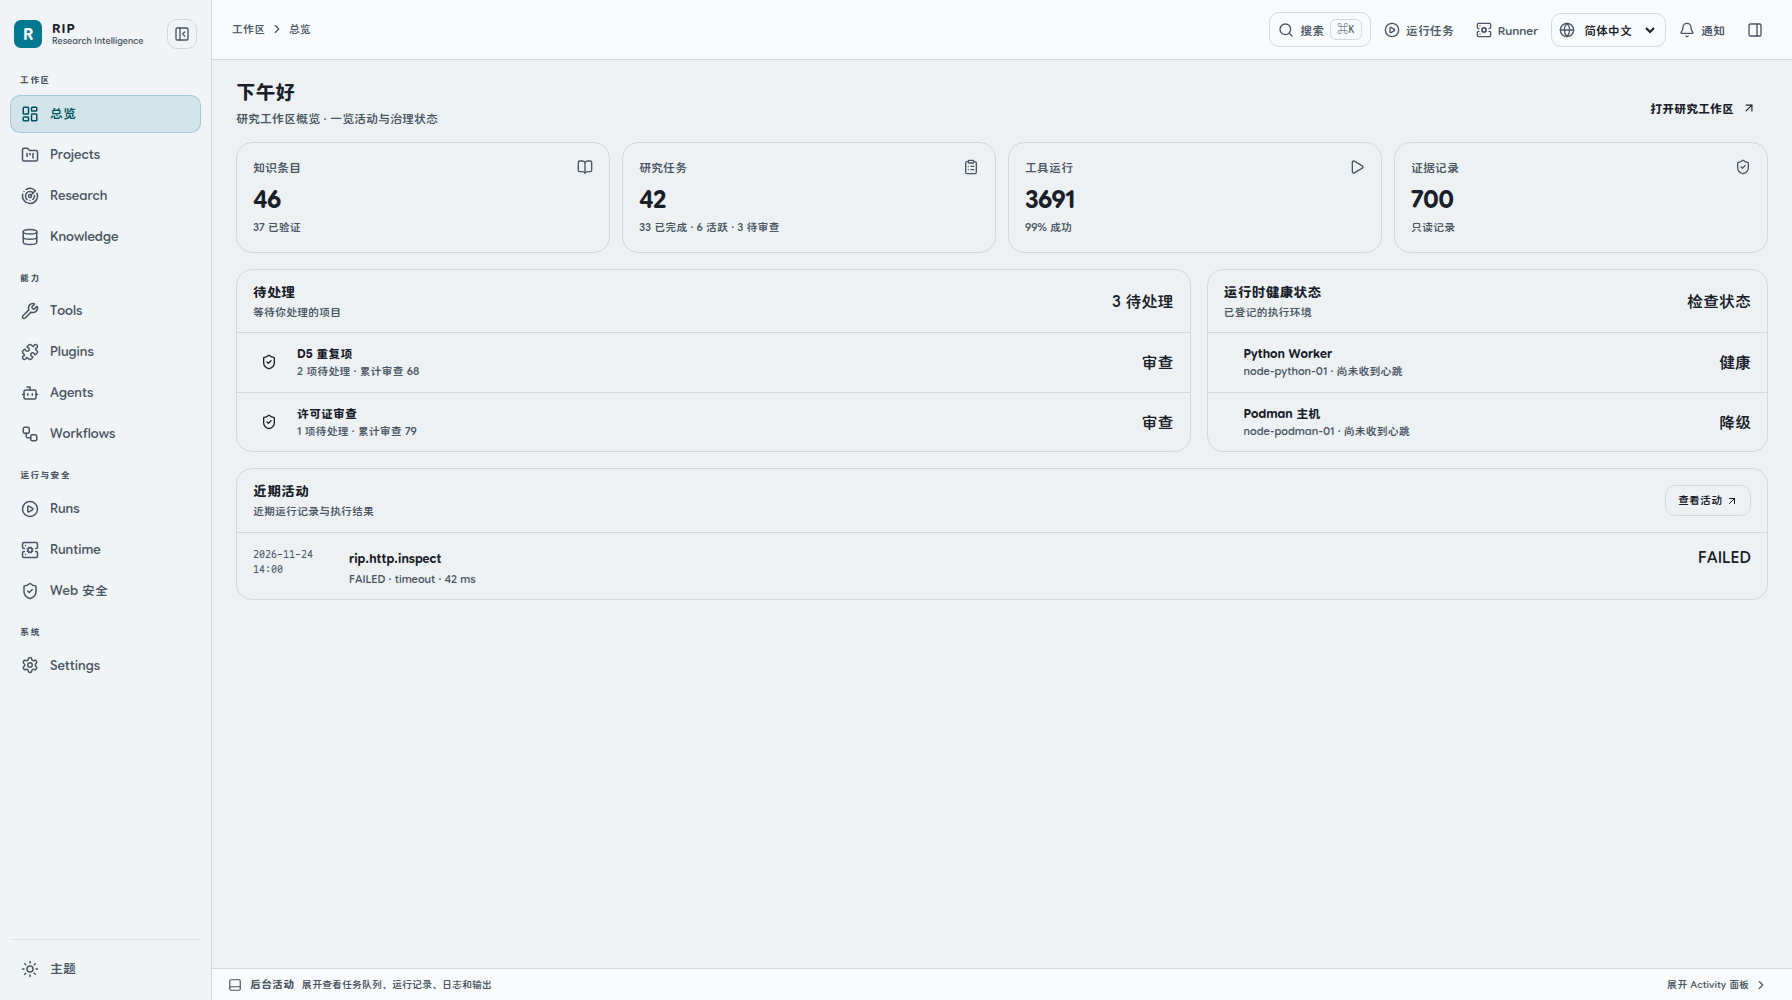 R
RIP
Research Intelligence
工作区
总览
Projects
Research
Knowledge
能力
Tools
Plugins
Agents
Workflows
运行与安全
Runs
Runtime
Web 安全
系统
Settings
主题
工作区 > 总览
搜索 ⌘K
运行任务
Runner
简体中文
通知
下午好
研究工作区概览 · 一览活动与治理状态
打开研究工作区
知识条目
46
37 已验证
研究任务
42
33 已完成 · 6 活跃 · 3 待审查
工具运行
3691
99% 成功
证据记录
700
只读记录
待处理
等待你处理的项目
3 待处理
D5 重复项
2 项待处理 · 累计审查 68
审查
许可证审查
1 项待处理 · 累计审查 79
审查
运行时健康状态
已登记的执行环境
检查状态
Python Worker
node-python-01 · 尚未收到心跳
健康
Podman 主机
node-podman-01 · 尚未收到心跳
降级
近期活动
近期运行记录与执行结果
查看活动
2026-11-24
14:00
rip.http.inspect
FAILED · timeout · 42 ms
FAILED
后台活动 展开查看任务队列、运行记录、日志和输出
展开 Activity 面板